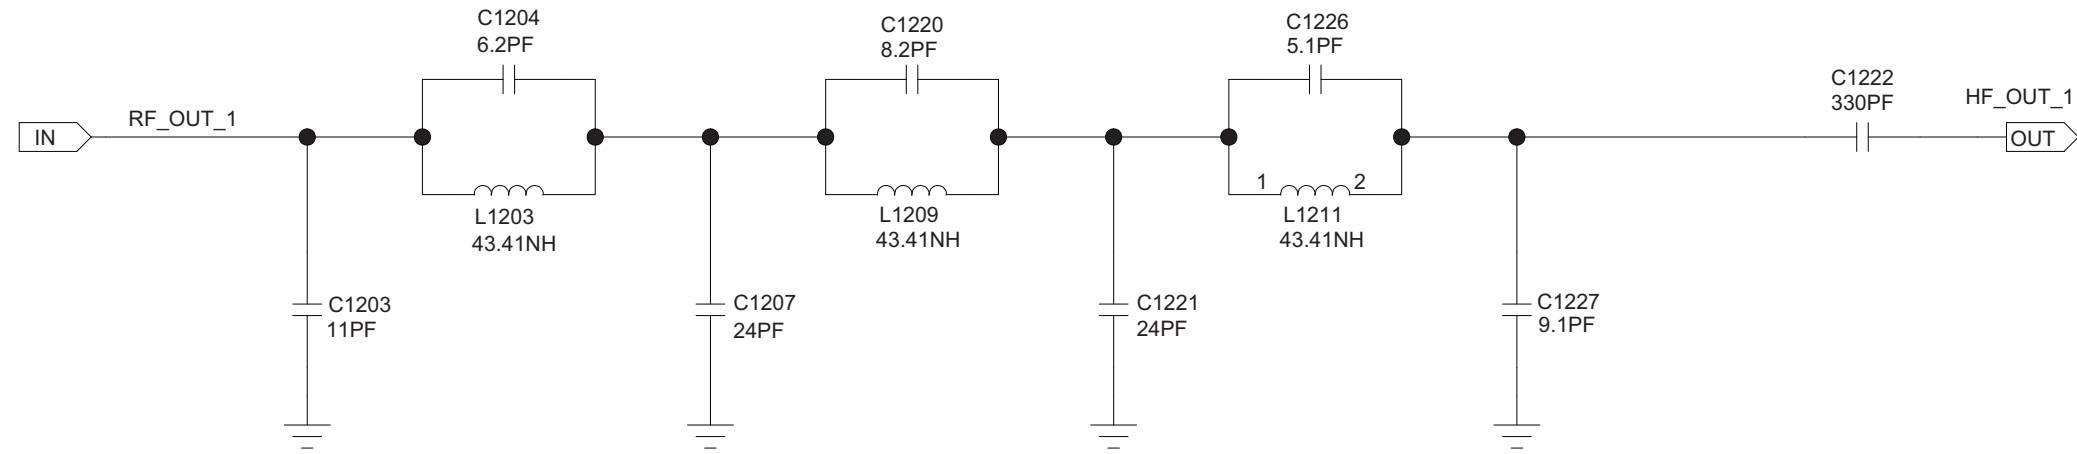 C1204
6.2PF
C1220
8.2PF
C1226
5.1PF
C1222
330PF
HF_OUT_1
RF_OUT_1
IN
OUT
1
2
L1203
43.41NH
L1209
43.41NH
L1211
43.41NH
C1203
11PF
C1207
24PF
C1221
24PF
C1227
9.1PF